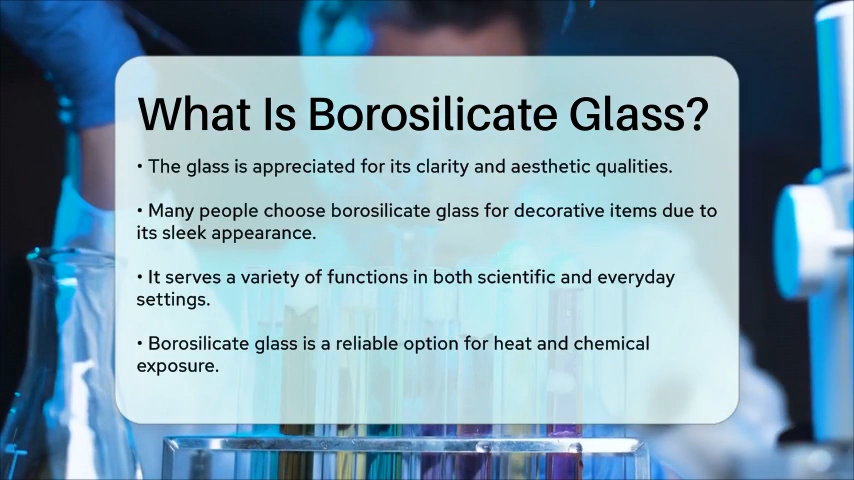 What Is Borosilicate Glass?
• The glass is appreciated for its clarity and aesthetic qualities.
• Many people choose borosilicate glass for decorative items due to
its sleek appearance.
• It serves a variety of functions in both scientific and everyday
settings.
• Borosilicate glass is a reliable option for heat and chemical
exposure.